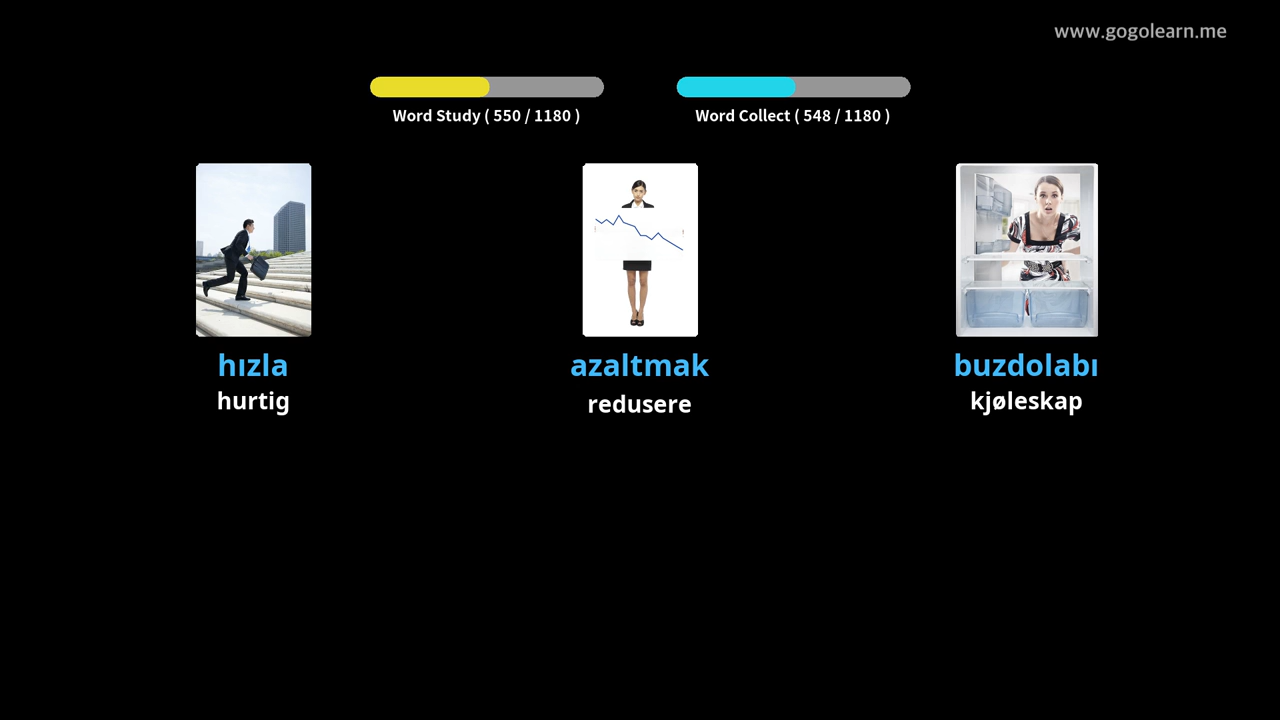 www.gogolearn.me
Word Study ( 550 / 1180 )
Word Collect ( 548 / 1180 )
hızla
azaltmak
buzdolabı
hurtig
redusere
kjøleskap